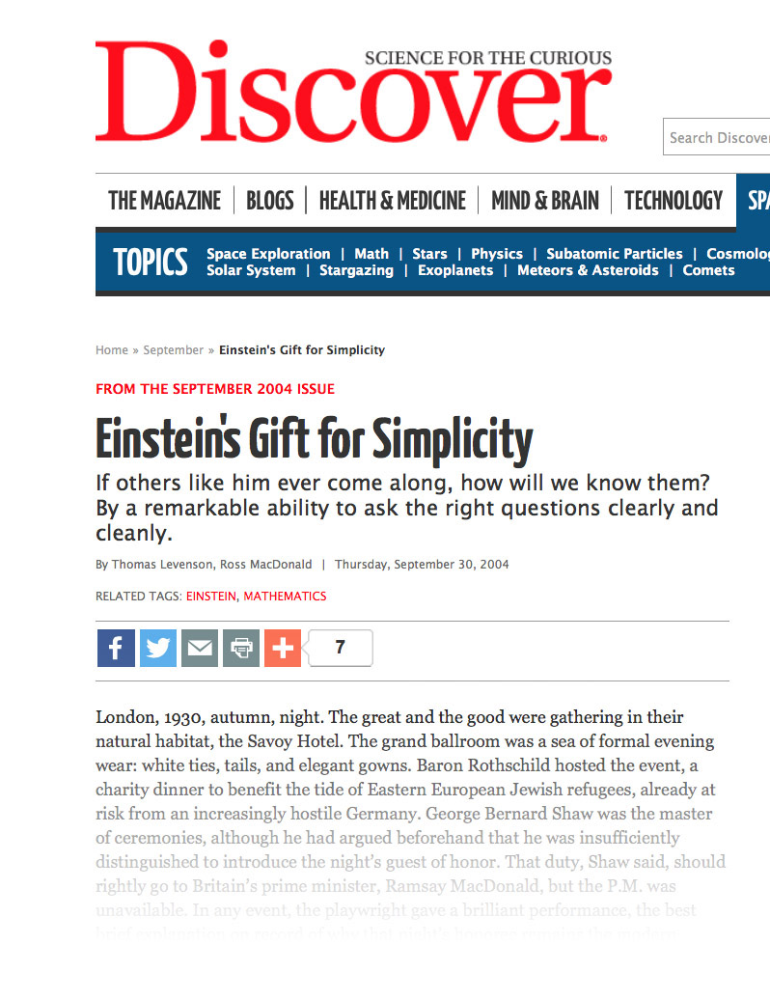 SCIENCE FOR THE CURIOUS
Discover®
Search Discove
THE MAGAZINE | BLOGS | HEALTH & MEDICINE | MIND & BRAIN | TECHNOLOGY
TOPICS
Space Exploration | Math | Stars | Physics | Subatomic Particles |
Solar System | Stargazing | Exoplanets | Meteors & Asteroids | Comets
Home » September » Einstein's Gift for Simplicity
FROM THE SEPTEMBER 2004 ISSUE
Einstein's Gift for Simplicity
If others like him ever come along, how will we know them?
By a remarkable ability to ask the right questions clearly and
cleanly.
By Thomas Levenson, Ross MacDonald | Thursday, September 30, 2004
RELATED TAGS: EINSTEIN, MATHEMATICS
7
London, 1930, autumn, night. The great and the good were gathering in their
natural habitat, the Savoy Hotel. The grand ballroom was a sea of formal evening
wear: white ties, tails, and elegant gowns. Baron Rothschild hosted the event, a
charity dinner to benefit the tide of Eastern European Jewish refugees, already at
risk from an increasingly hostile Germany. George Bernard Shaw was the master
of ceremonies, although he had argued beforehand that he was insufficiently
distinguished to introduce the night's guest of honor. That duty, Shaw said, should
rightly go to Britain's prime minister, Ramsay MacDonald, but the P.M. was
unavailable. In any event, the playwright gave a brilliant performance, the best